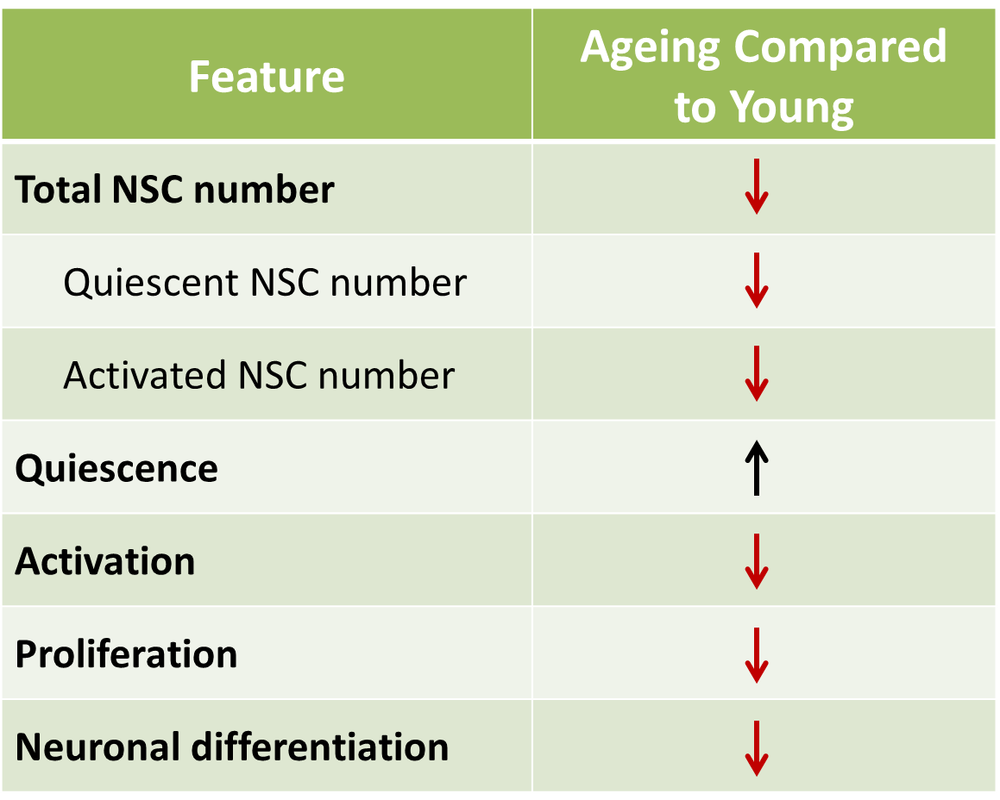 Feature
Ageing Compared
to Young
Total NSC number
Quiescent NSC number
Activated NSC number
Quiescence
Activation
Proliferation
Neuronal differentiation